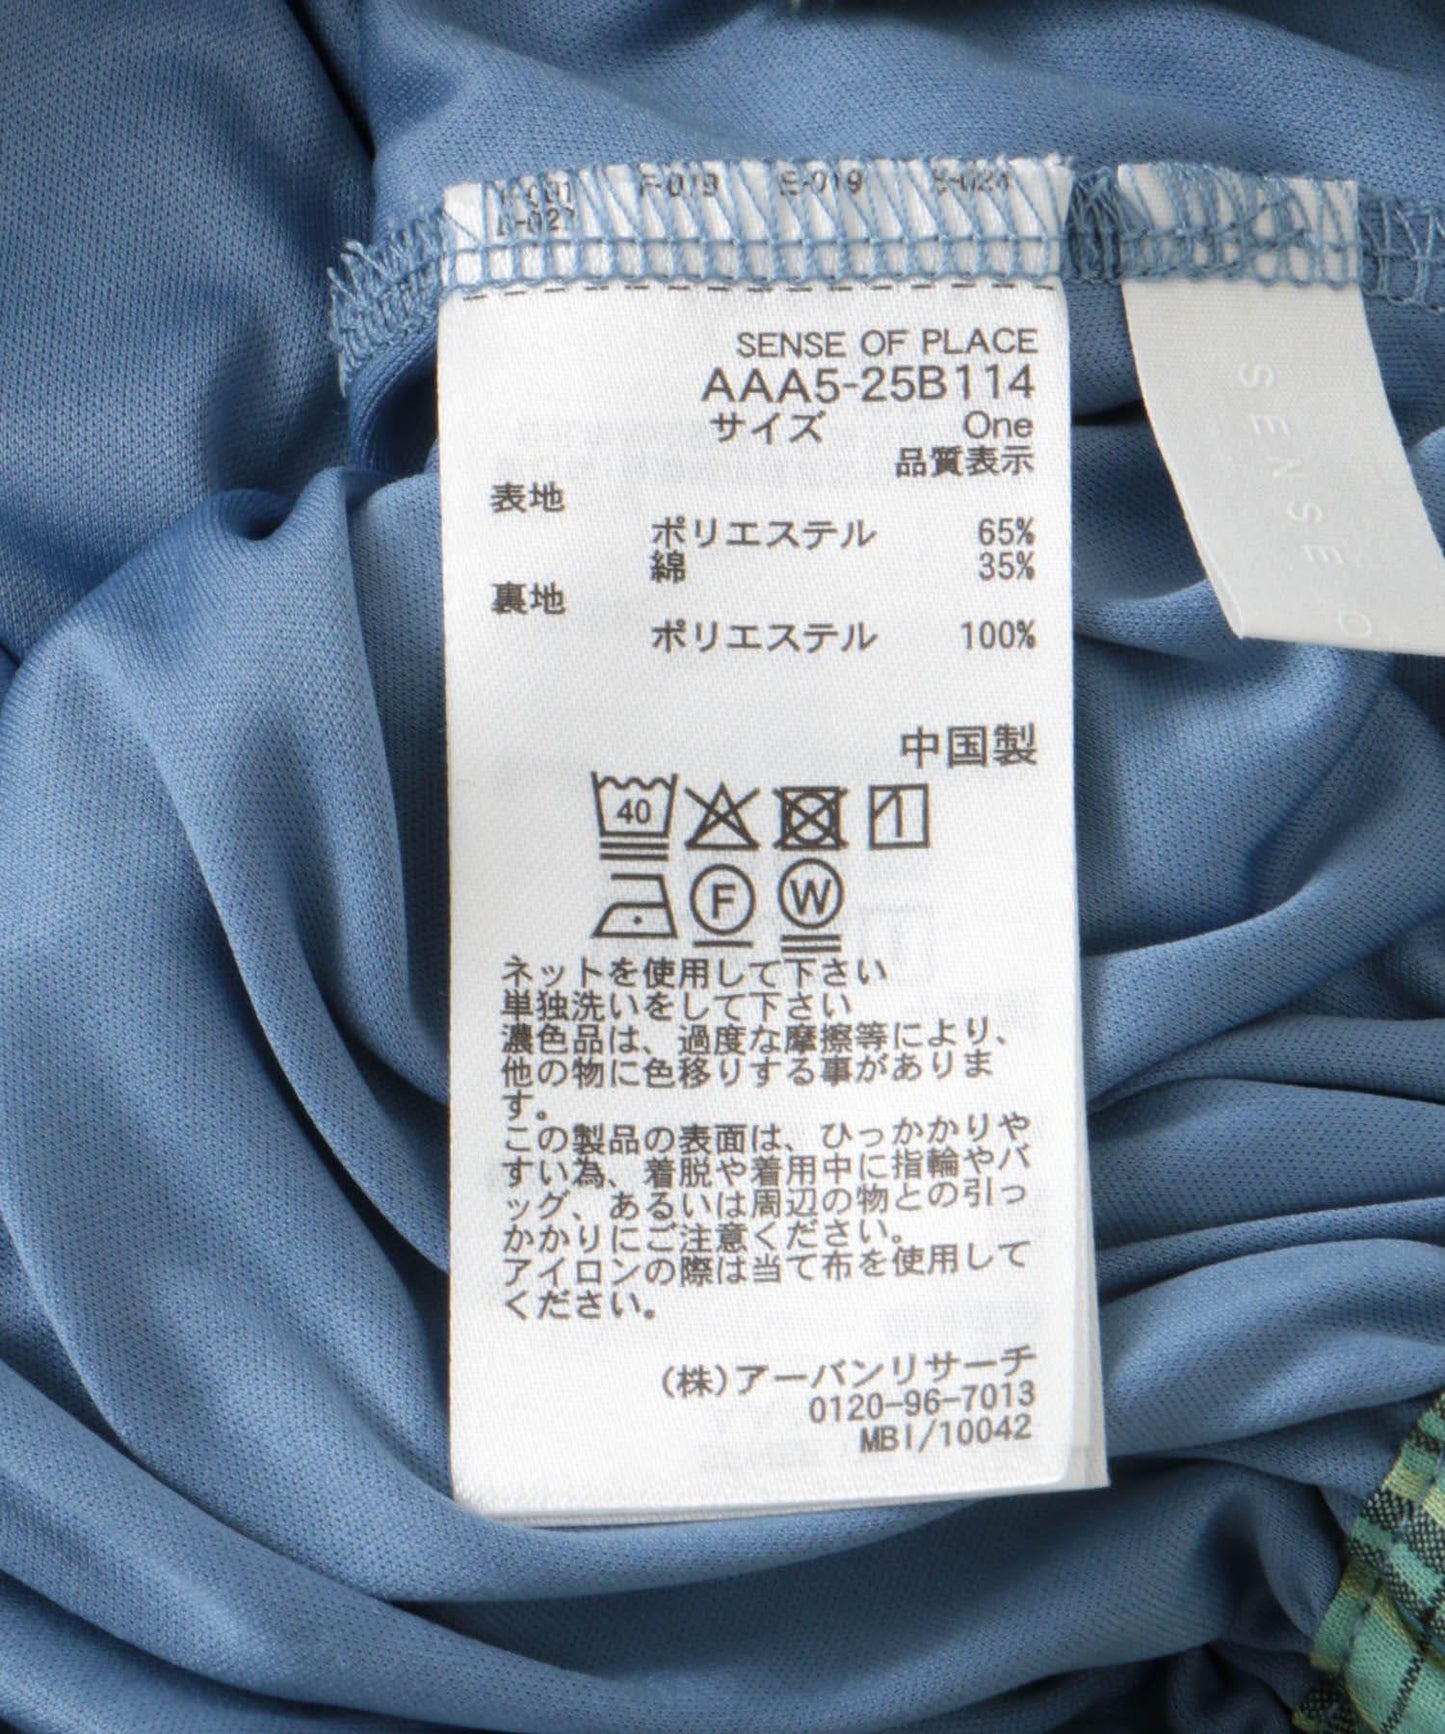 F-019
SENSE OF PLACE
AAA5-25B114
サイズ One
品質表示
表地
ポリエステル 65%
綿 35%
裏地
ポリエステル 100%
中国製
40
F W
ネットを使用して下さい
単独洗いをして下さい
濃色品は、過度な摩擦等により、
他の物に色移りする事がありま
す。
この製品の表面は、ひっかかりや
すい為、着脱や着用中に指輪やバ
ッグ、あるいは周辺の物との引っ
かかりにご注意ください。
アイロンの際は当て布を使用して
ください。
(株)アーバンリサーチ
0120-96-7013
MBI/10042
SENSE O